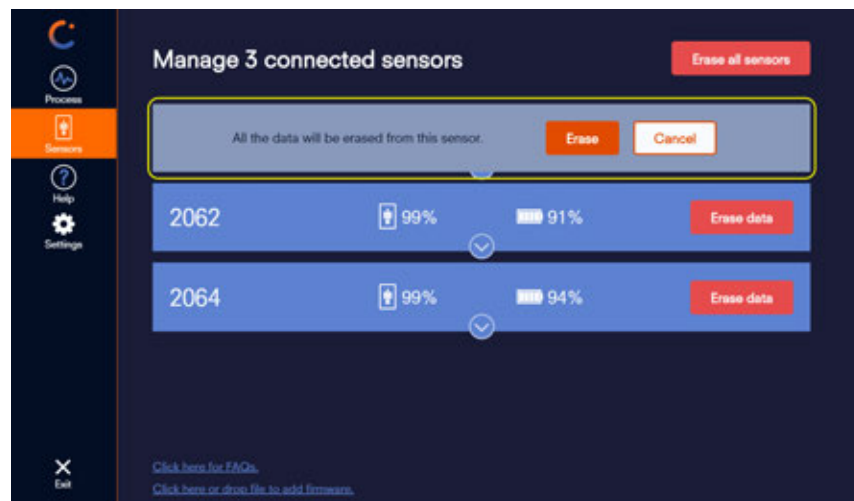 Manage 3 connected sensors
Erase all sensors
Process
Sensors
Help
Settings
Exit
All the data will be erased from this sensor.
Erase
Cancel
2062
99%
91%
Erase data
2064
99%
94%
Erase data
Click here for FAQs.
Click here or drop file to add firmware.